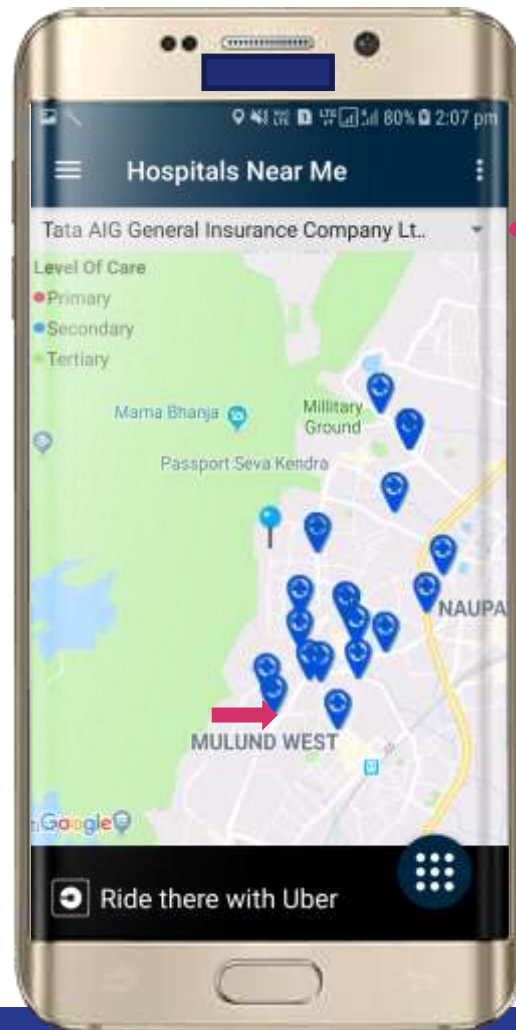 80% 2:07 pm
Hospitals Near Me
Tata AIG General Insurance Company Lt..
Level Of Care
Primary
Secondary
Tertiary
Mama Bhanja
Millitary
Ground
Passport Seva Kendra
NAUPA
MULUND WEST
Google
Ride there with Uber